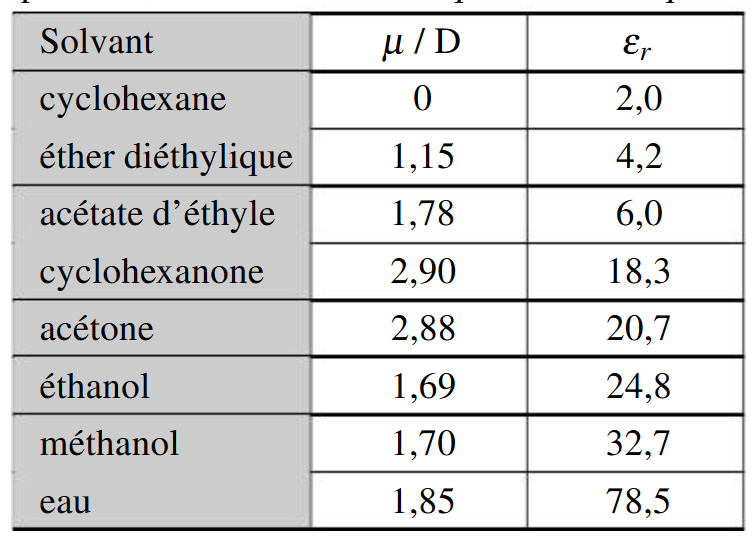 Solvant μ / D εr
cyclohexane 0 2,0
éther diéthylique 1,15 4,2
acétate d’éthyle 1,78 6,0
cyclohexanone 2,90 18,3
acétone 2,88 20,7
éthanol 1,69 24,8
méthanol 1,70 32,7
eau 1,85 78,5